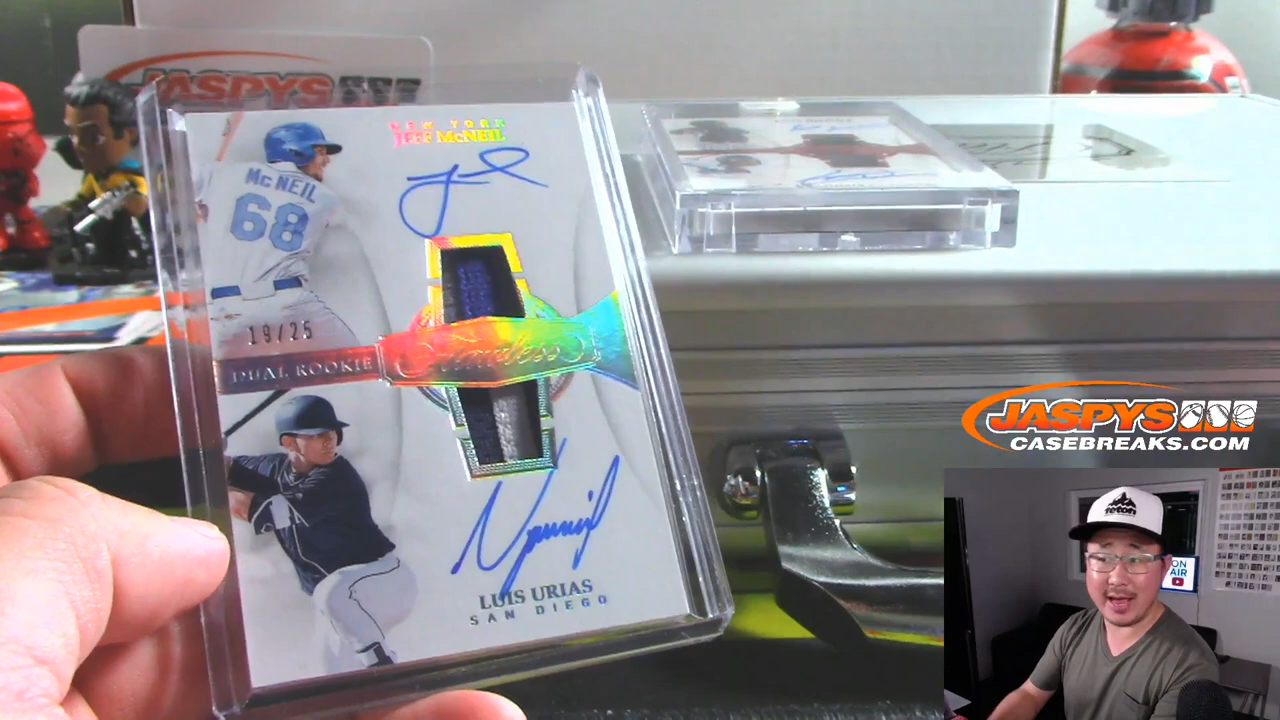 JASPYS
NEW YORK
JEFF McNEIL
McNEIL
68
19/25
DUAL ROOKIE
Flawless
LUIS URIAS
SAN DIEGO
JASPYS
CASEBREAKS.COM
teton
ON
AIR